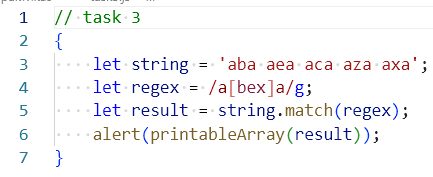 1 // task 3
2 {
3 let string = 'aba aea aca aza axa';
4 let regex = /a[bex]a/g;
5 let result = string.match(regex);
6 alert(printableArray(result));
7 }